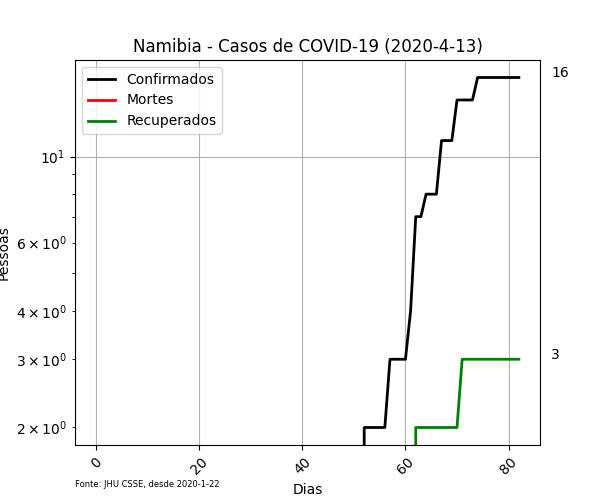 Namibia - Casos de COVID-19 (2020-4-13)
Confirmados
Mortes
Recuperados
16
3
10¹
6 × 10⁰
4 × 10⁰
3 × 10⁰
2 × 10⁰
Pessoas
0
20
40
60
80
Dias
Fonte: JHU CSSE, desde 2020-1-22